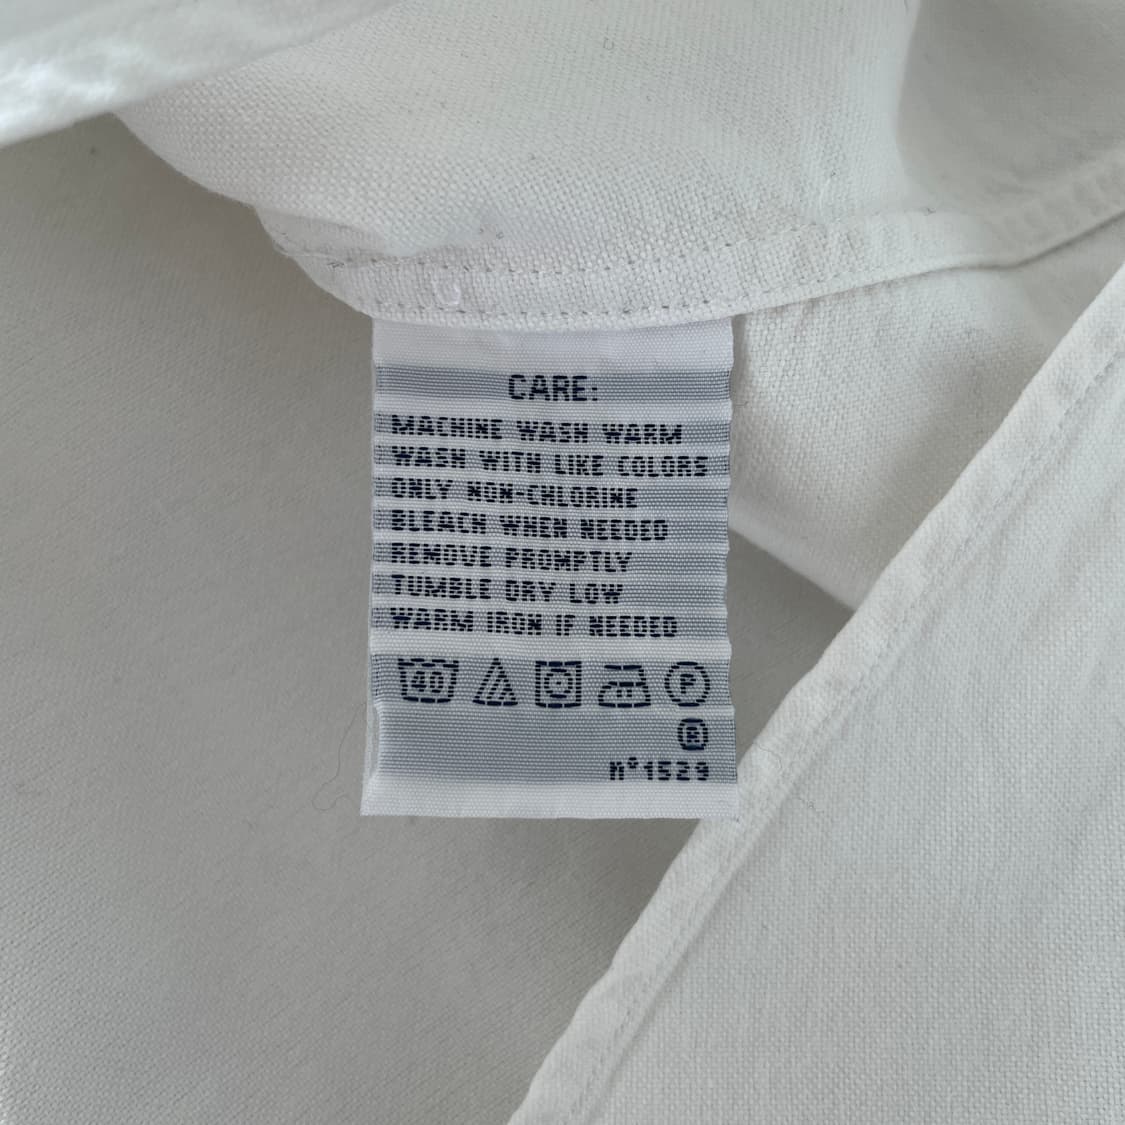 CARE:
MACHINE WASH WARM
WASH WITH LIKE COLORS
ONLY NON-CHLORINE
BLEACH WHEN NEEDED
REMOVE PROMPTLY
TUMBLE DRY LOW
WARM IRON IF NEEDED
40 P
®
n°1529